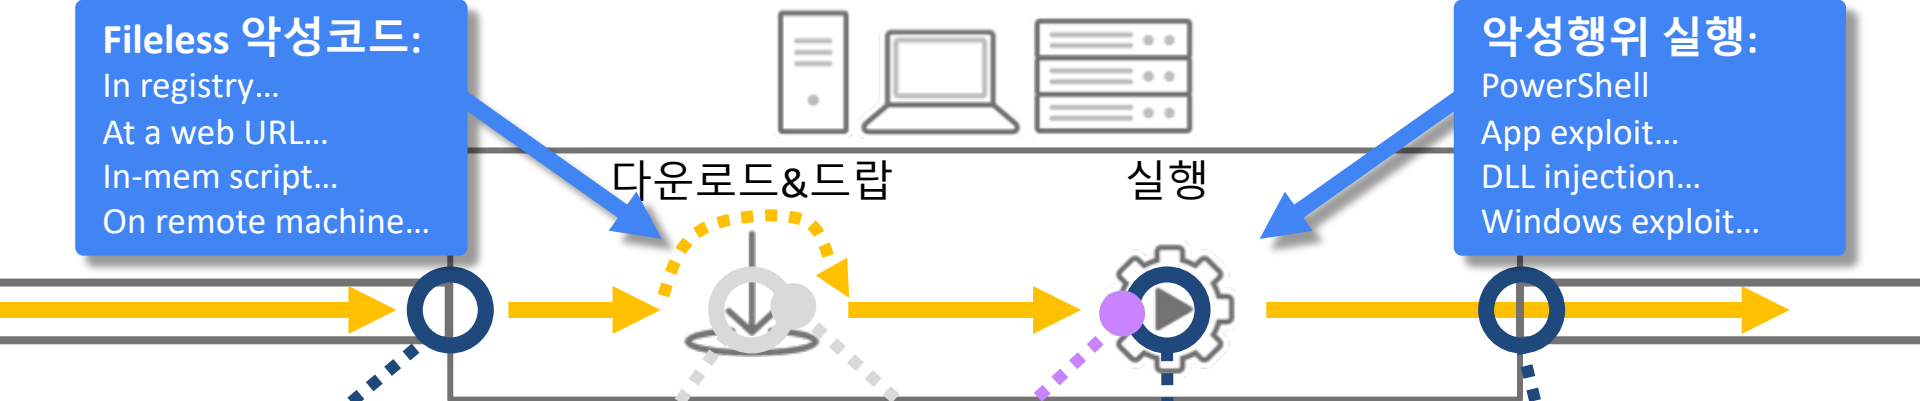 Fileless 악성코드:
In registry...
At a web URL...
In-mem script...
On remote machine...
다운로드&드랍
실행
악성행위 실행:
PowerShell
App exploit...
DLL injection...
Windows exploit...